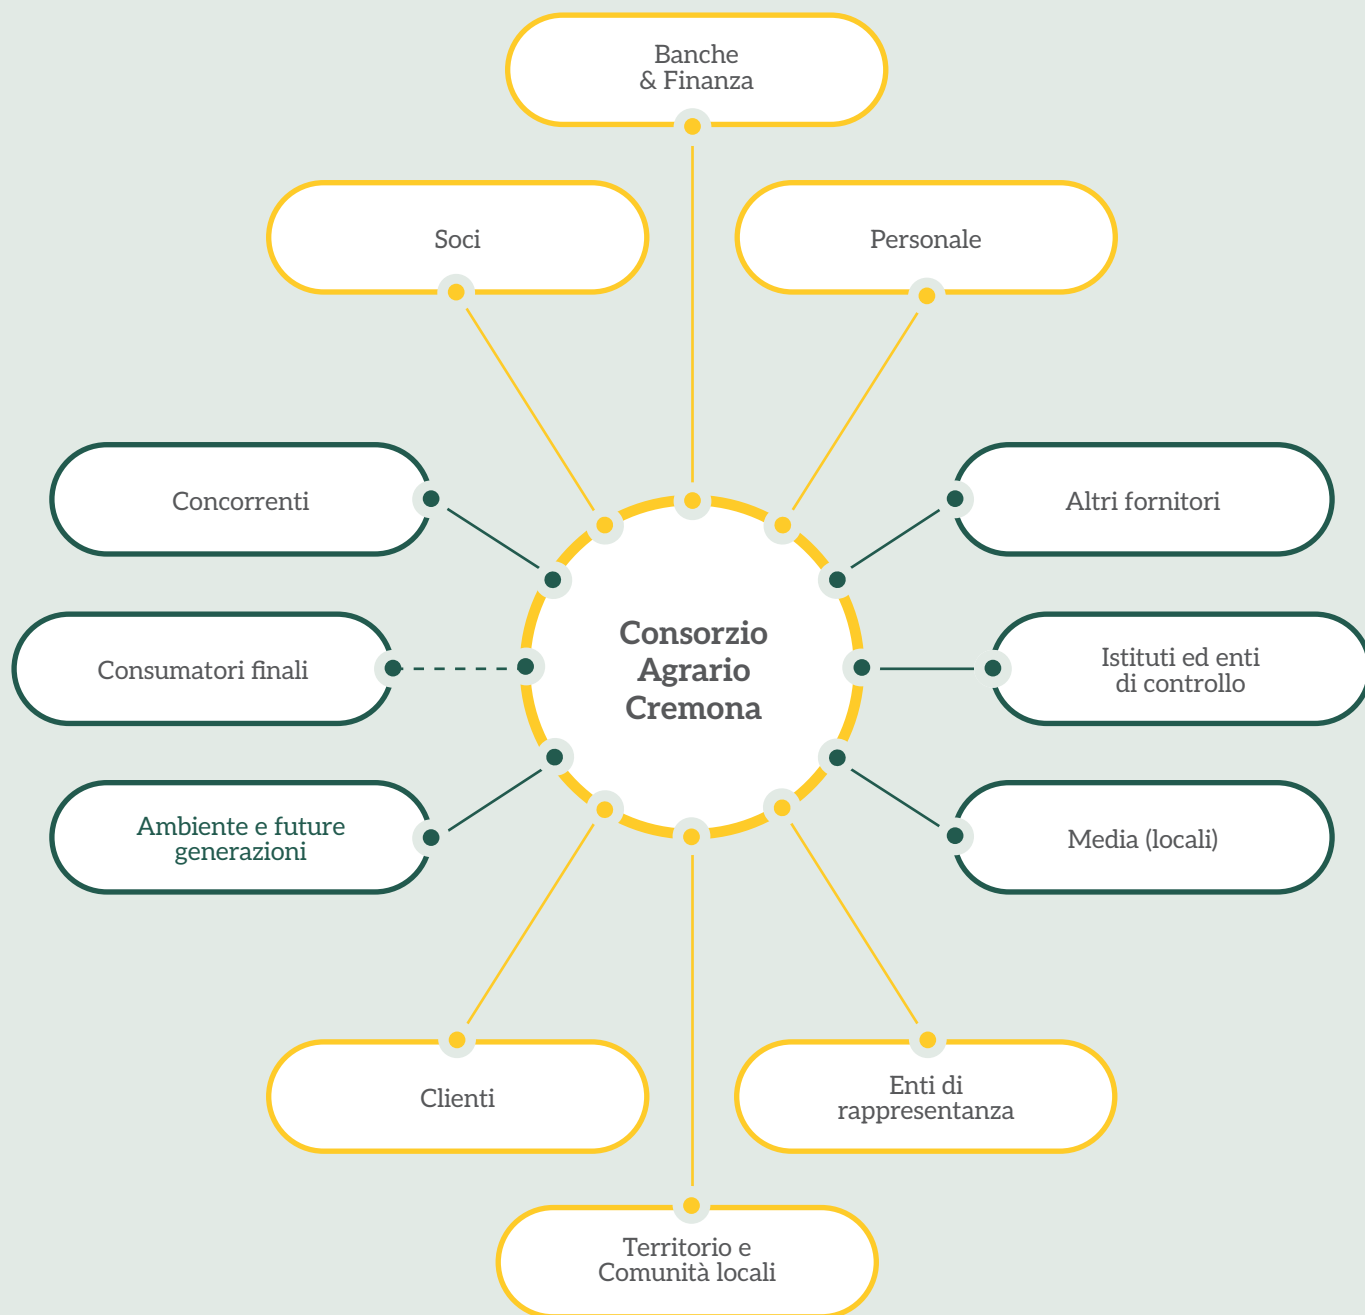 Banche
& Finanza
Soci
Personale
Concorrenti
Altri fornitori
Consorzio
Agrario
Cremona
Consumatori finali
Istituti ed enti
di controllo
Ambiente e future
generazioni
Media (locali)
Clienti
Enti di
rappresentanza
Territorio e
Comunità locali